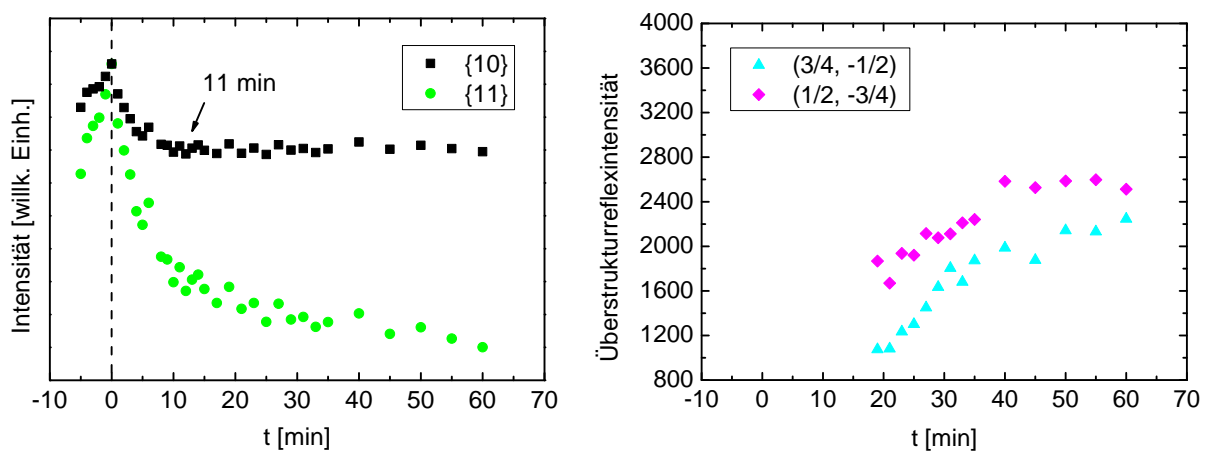 Intensität [willk. Einh.]
{10}
{11}
11 min
-10 0 10 20 30 40 50 60 70
t [min]
Überstrukturreflexintensität
4000
3600
3200
2800
2400
2000
1600
1200
800
(3/4, -1/2)
(1/2, -3/4)
-10 0 10 20 30 40 50 60 70
t [min]